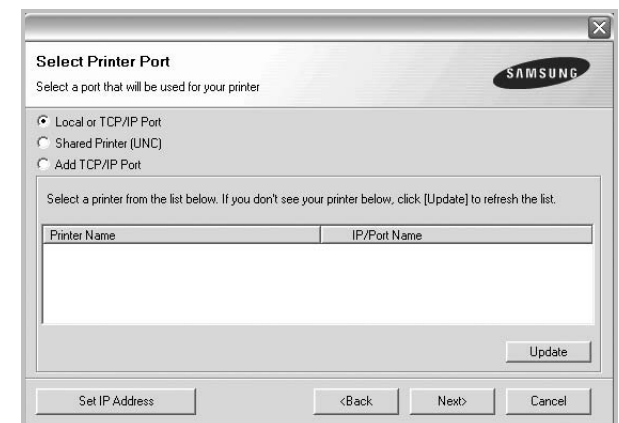 Select Printer Port
Select a port that will be used for your printer
SAMSUNG
Local or TCP/IP Port
Shared Printer (UNC)
Add TCP/IP Port
Select a printer from the list below. If you don't see your printer below, click [Update] to refresh the list.
Printer Name IP/Port Name
Update
Set IP Address <Back Next> Cancel